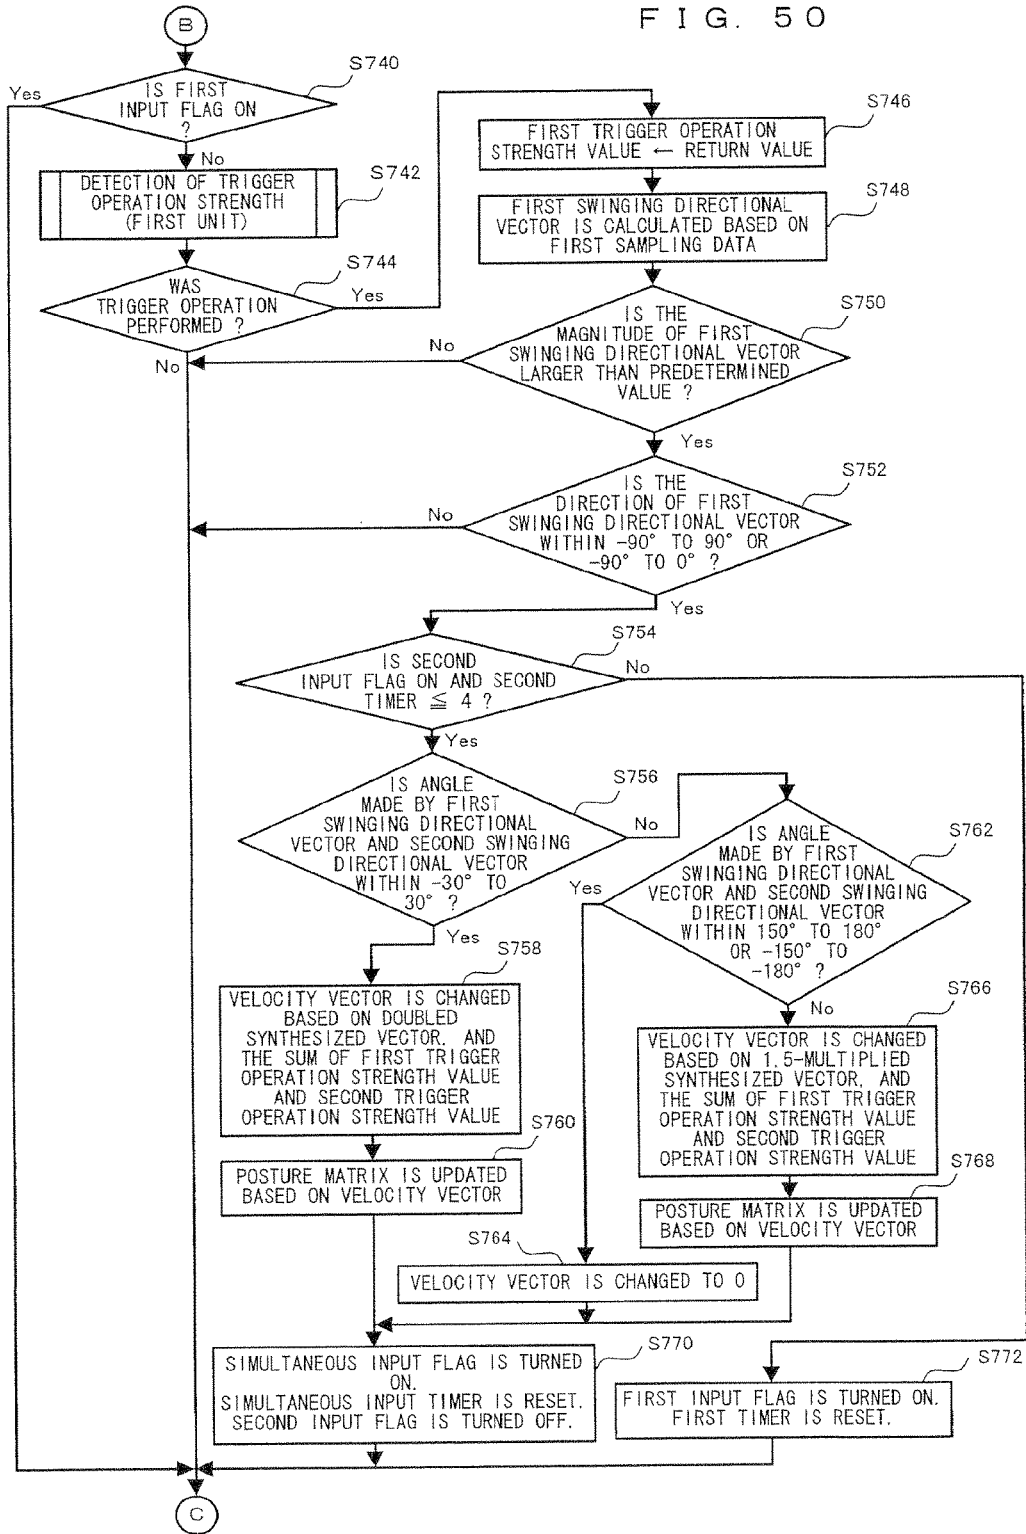 F I G. 5 0
B
S740
Yes
IS FIRST
INPUT FLAG ON
?
No
DETECTION OF TRIGGER
OPERATION STRENGTH
(FIRST UNIT)
S742
S744
WAS
TRIGGER OPERATION
PERFORMED ?
Yes
No
S746
FIRST TRIGGER OPERATION
STRENGTH VALUE ← RETURN VALUE
S748
FIRST SWINGING DIRECTIONAL
VECTOR IS CALCULATED BASED ON
FIRST SAMPLING DATA
S750
IS THE
MAGNITUDE OF FIRST
SWINGING DIRECTIONAL VECTOR
LARGER THAN PREDETERMINED
VALUE ?
No
Yes
S752
IS THE
DIRECTION OF FIRST
SWINGING DIRECTIONAL VECTOR
WITHIN -90° TO 90° OR
-90° TO 0° ?
No
Yes
S754
IS SECOND
INPUT FLAG ON AND SECOND
TIMER ≦ 4 ?
No
Yes
S756
IS ANGLE
MADE BY FIRST
SWINGING DIRECTIONAL
VECTOR AND SECOND SWINGING
DIRECTIONAL VECTOR
WITHIN -30° TO
30° ?
No
Yes
S762
IS ANGLE
MADE BY FIRST
SWINGING DIRECTIONAL
VECTOR AND SECOND SWINGING
DIRECTIONAL VECTOR
WITHIN 150° TO 180°
OR -150° TO
-180° ?
Yes
No
S758
VELOCITY VECTOR IS CHANGED
BASED ON DOUBLED
SYNTHESIZED VECTOR, AND
THE SUM OF FIRST TRIGGER
OPERATION STRENGTH VALUE
AND SECOND TRIGGER
OPERATION STRENGTH VALUE
S760
POSTURE MATRIX IS UPDATED
BASED ON VELOCITY VECTOR
S766
VELOCITY VECTOR IS CHANGED
BASED ON 1.5-MULTIPLIED
SYNTHESIZED VECTOR, AND
THE SUM OF FIRST TRIGGER
OPERATION STRENGTH VALUE
AND SECOND TRIGGER
OPERATION STRENGTH VALUE
S768
POSTURE MATRIX IS UPDATED
BASED ON VELOCITY VECTOR
S764
VELOCITY VECTOR IS CHANGED TO 0
S770
SIMULTANEOUS INPUT FLAG IS TURNED
ON.
SIMULTANEOUS INPUT TIMER IS RESET.
SECOND INPUT FLAG IS TURNED OFF.
S772
FIRST INPUT FLAG IS TURNED ON.
FIRST TIMER IS RESET.
C